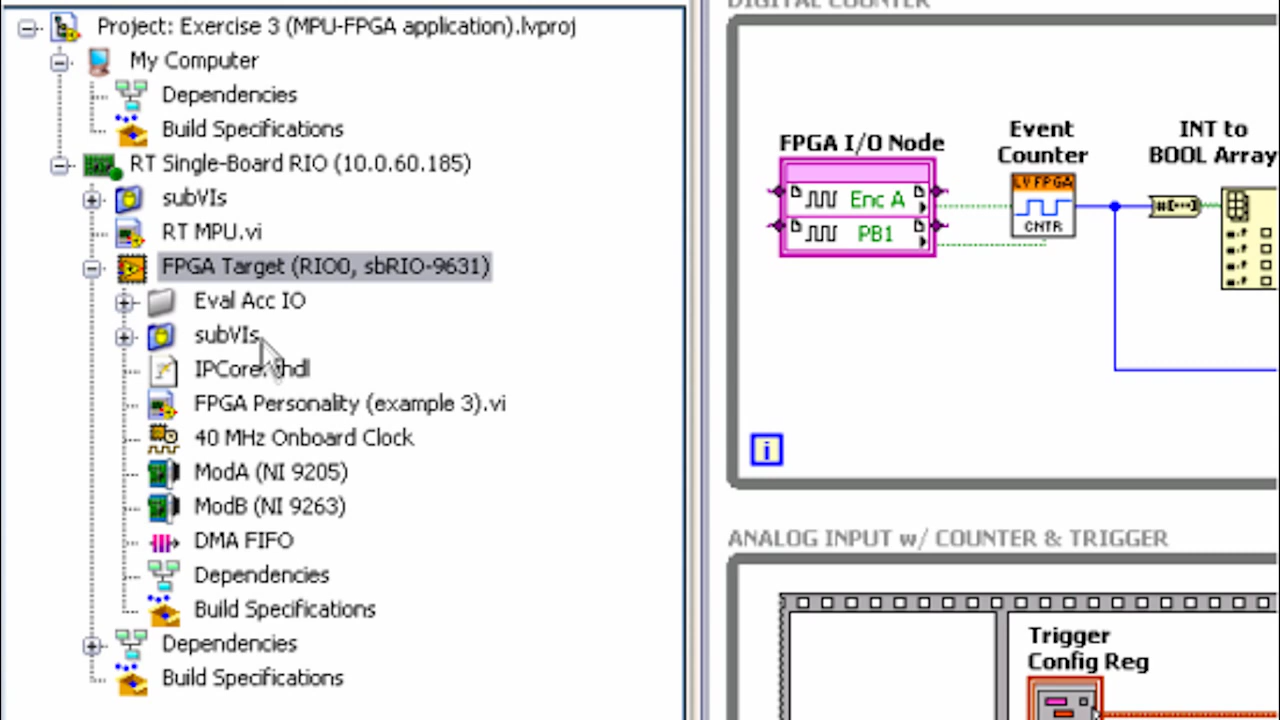 Project: Exercise 3 (MPU-FPGA application).lvproj
My Computer
Dependencies
Build Specifications
RT Single-Board RIO (10.0.60.185)
subVIs
RT MPU.vi
FPGA Target (RIO0, sbRIO-9631)
Eval Acc IO
subVIs
IPCore.vhdl
FPGA Personality (example 3).vi
40 MHz Onboard Clock
ModA (NI 9205)
ModB (NI 9263)
DMA FIFO
Dependencies
Build Specifications
Dependencies
Build Specifications
DIGITAL COUNTER
FPGA I/O Node
Enc A
PB1
Event
Counter
LV FPGA
CNTR
INT to
BOOL Array
i
ANALOG INPUT w/ COUNTER & TRIGGER
Trigger
Config Reg